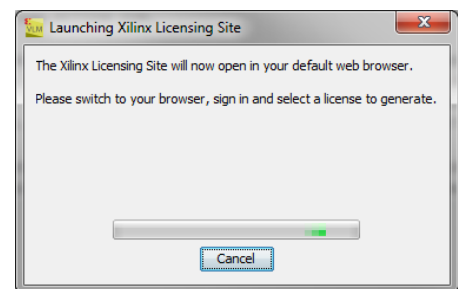 VLM Launching Xilinx Licensing Site
The Xilinx Licensing Site will now open in your default web browser.
Please switch to your browser, sign in and select a license to generate.
Cancel